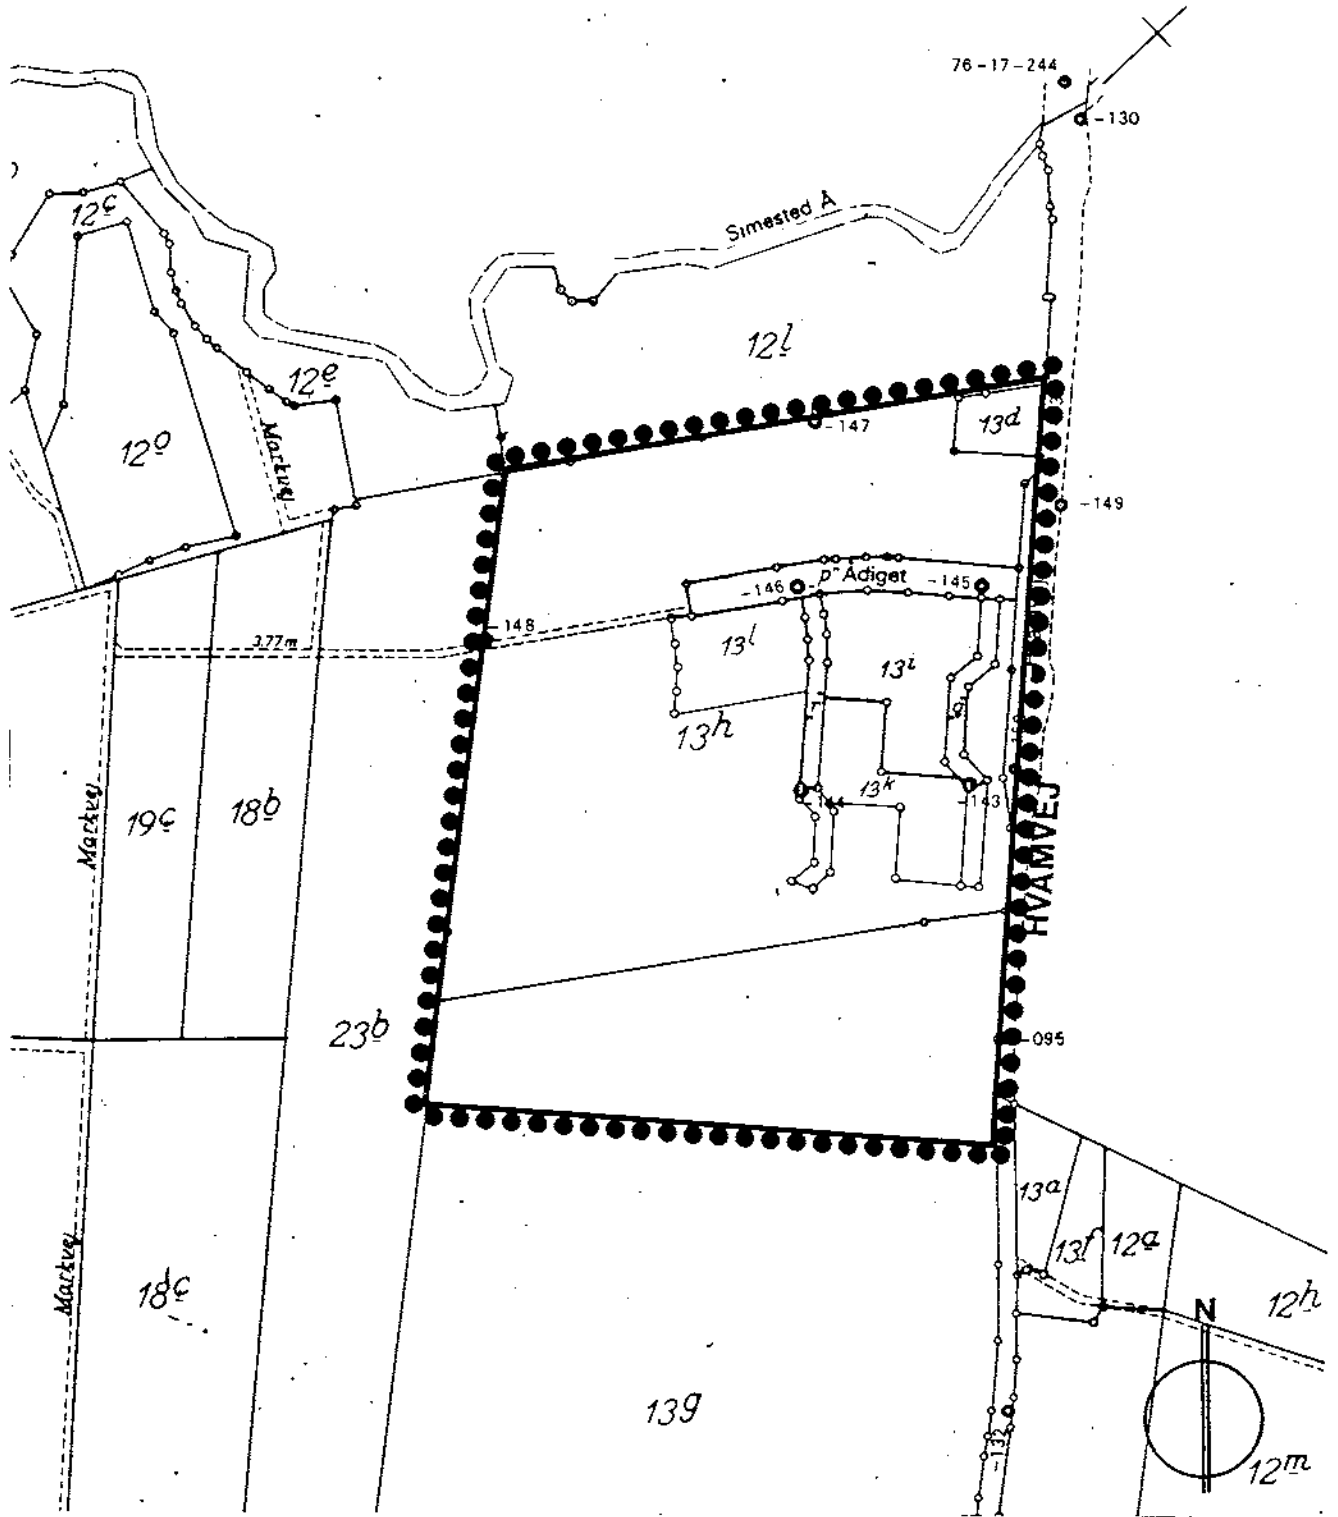 76-17-244
-130
12c
Simested Å
12l
12e
13d
-147
12o
Markvej
-149
"p" Ådiget
-146
-145
-148
3.77m
13l
13i
"r"
"q"
13h
13k
-144
-143
19c
18b
Markvej
HVAMVEJ
23b
-095
13a
13f
12a
12h
Markvej
18c
N
13g
-132
12m